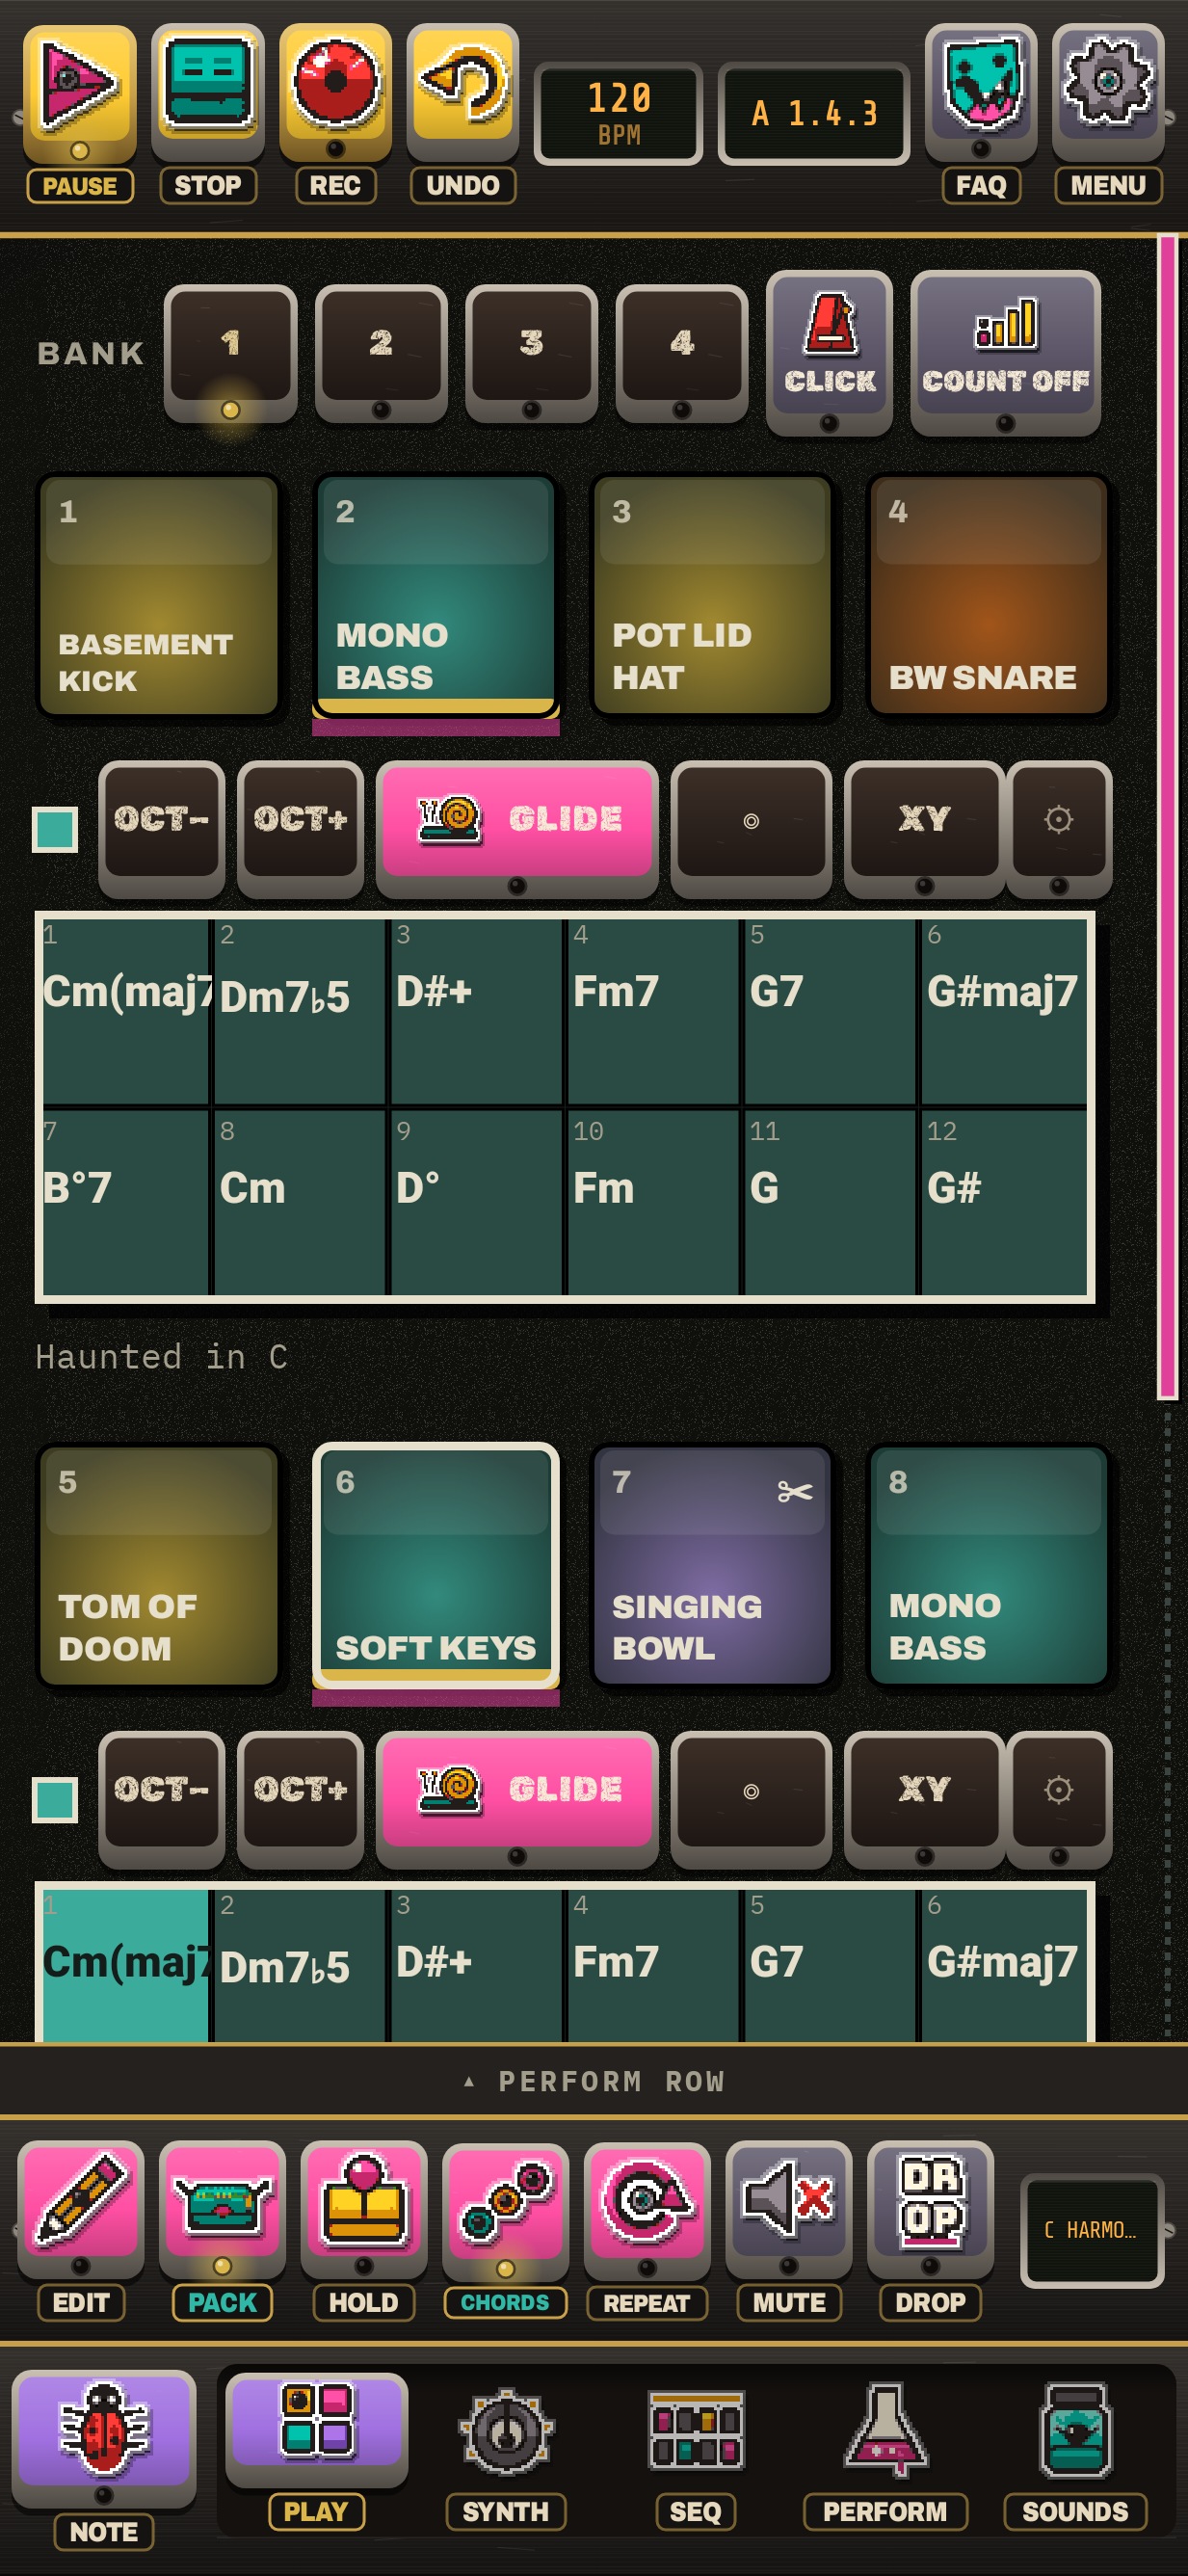 120
BPM
A 1.4.3
PAUSE STOP REC UNDO FAQ MENU
BANK 1 2 3 4 CLICK COUNT OFF
1 2 3 4
BASEMENT
KICK
MONO
BASS
POT LID
HAT
BW SNARE
OCT- OCT+ GLIDE XY
1 2 3 4 5 6
Cm(maj7 Dm7♭5 D#+ Fm7 G7 G#maj7
7 8 9 10 11 12
B°7 Cm D° Fm G G#
Haunted in C
5 6 7 8
TOM OF
DOOM
SOFT KEYS
SINGING
BOWL
MONO
BASS
OCT- OCT+ GLIDE XY
1 2 3 4 5 6
Cm(maj7 Dm7♭5 D#+ Fm7 G7 G#maj7
▲ PERFORM ROW
DR
OP
C HARMO…
EDIT PACK HOLD CHORDS REPEAT MUTE DROP
NOTE PLAY SYNTH SEQ PERFORM SOUNDS